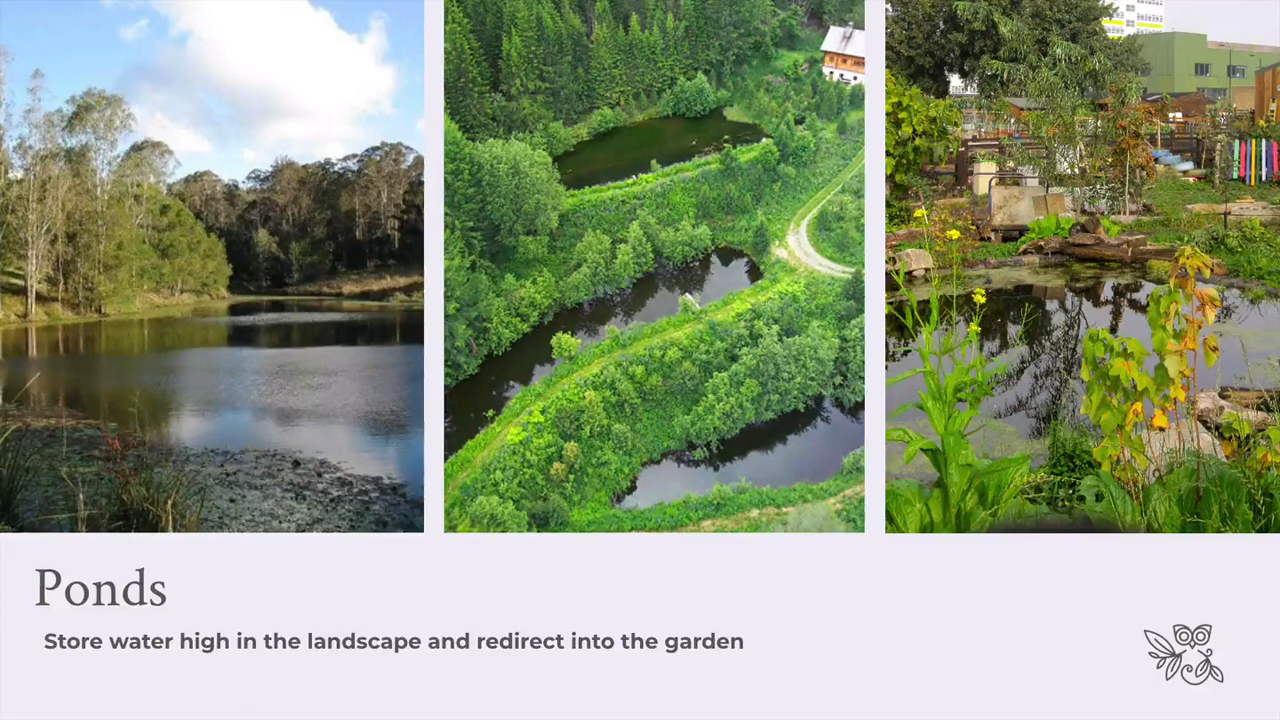 Ponds
Store water high in the landscape and redirect into the garden